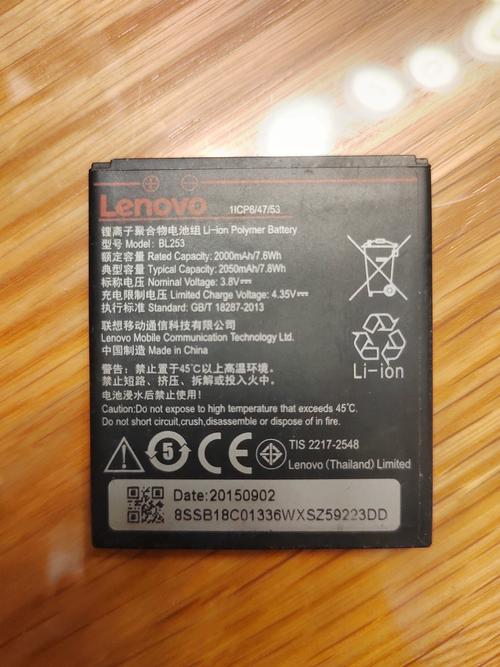 Lenovo 1ICP6/47/53
锂离子聚合物电池组 Li-ion Polymer Battery
型号 Model: BL253
额定容量 Rated Capacity: 2000mAh/7.6Wh
典型容量 Typical Capacity: 2050mAh/7.8Wh
标称电压 Nominal Voltage: 3.8V⎓
充电限制电压 Limited Charge Voltage: 4.35V⎓
执行标准 Standard: GB/T 18287-2013
联想移动通信科技有限公司
Lenovo Mobile Communication Technology Ltd.
中国制造 Made in China
Li-ion
警告: 禁止置于45℃以上高温环境。
禁止短路、挤压、拆解或投入火中。
电池浸水后禁止使用!
Caution:Do not expose to high temperature that exceeds 45℃.
Do not short circuit,crush,disassemble or dispose of in fire.
5 CE TIS 2217-2548
Lenovo (Thailand) Limited
Date:20150902
8SSB18C01336WXSZ59223DD